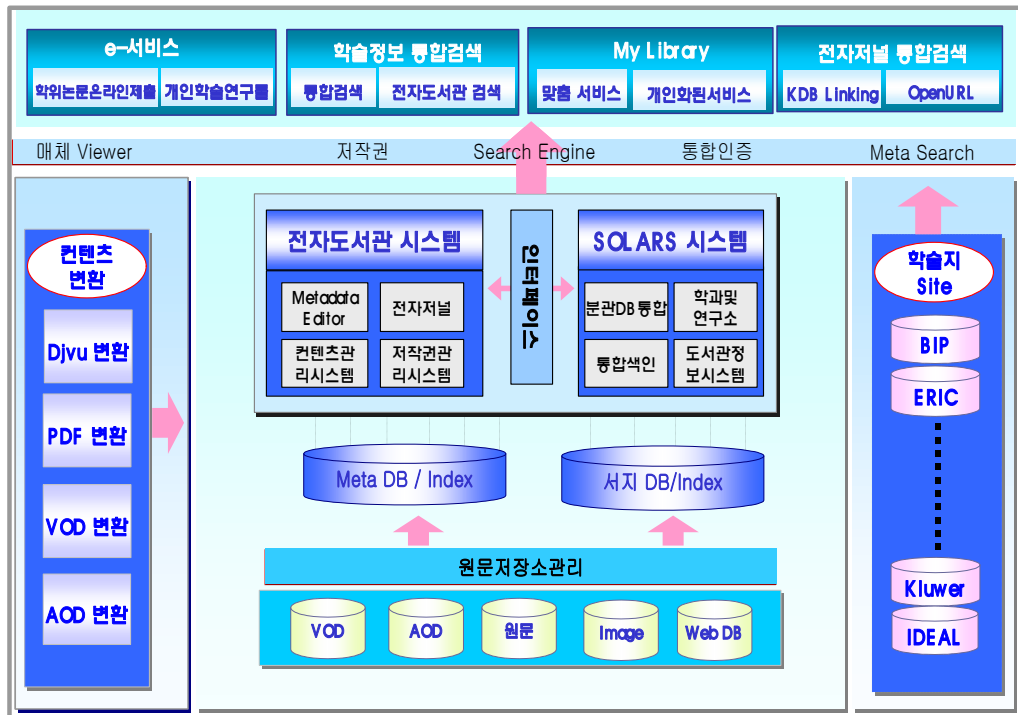 e-서비스
학위논문온라인제출
개인학술연구룸
학술정보 통합검색
통합검색
전자도서관 검색
My Library
맞춤 서비스
개인화된서비스
전자저널 통합검색
KDB Linking
OpenURL
매체 Viewer
저작권
Search Engine
통합인증
Meta Search
컨텐츠
변환
Djvu 변환
PDF 변환
VOD 변환
AOD 변환
전자도서관 시스템
Metadata
Editor
전자저널
컨텐츠관
리시스템
저작권관
리시스템
인터페이스
SOLARS 시스템
분관DB통합
학과및
연구소
통합색인
도서관정
보시스템
Meta DB / Index
서지 DB/Index
원문저장소관리
VOD
AOD
원문
Image
Web DB
학술지
Site
BIP
ERIC
Kluwer
IDEAL